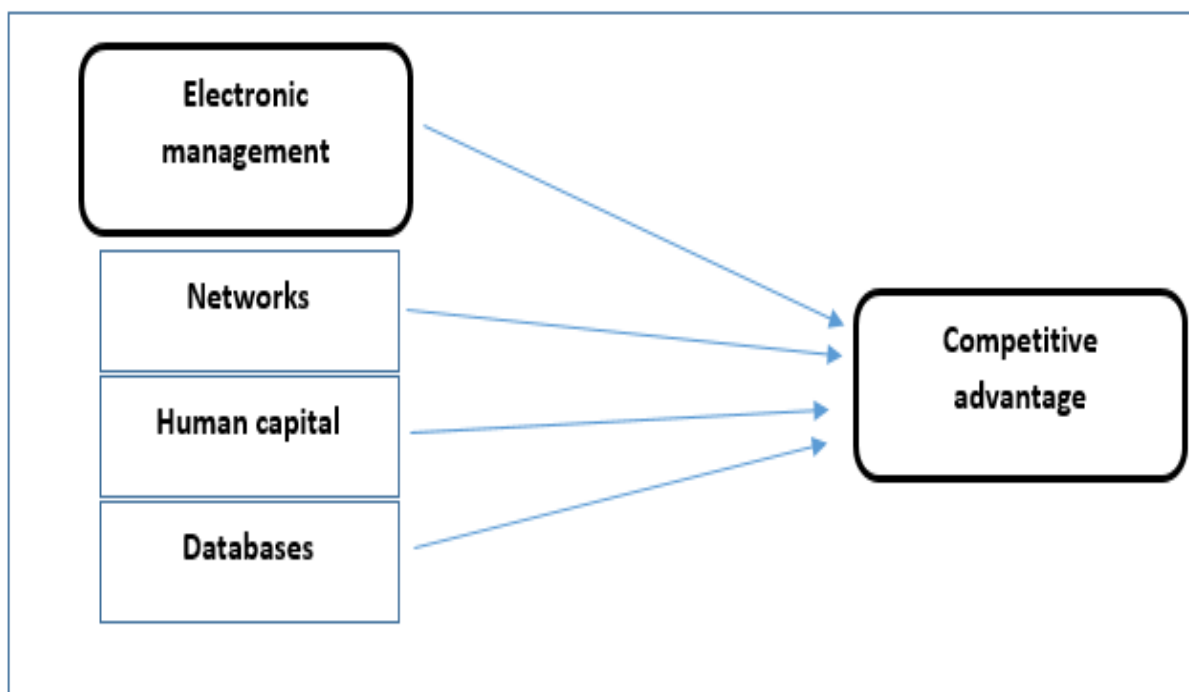 Electronic
management
Networks
Human capital
Databases
Competitive
advantage